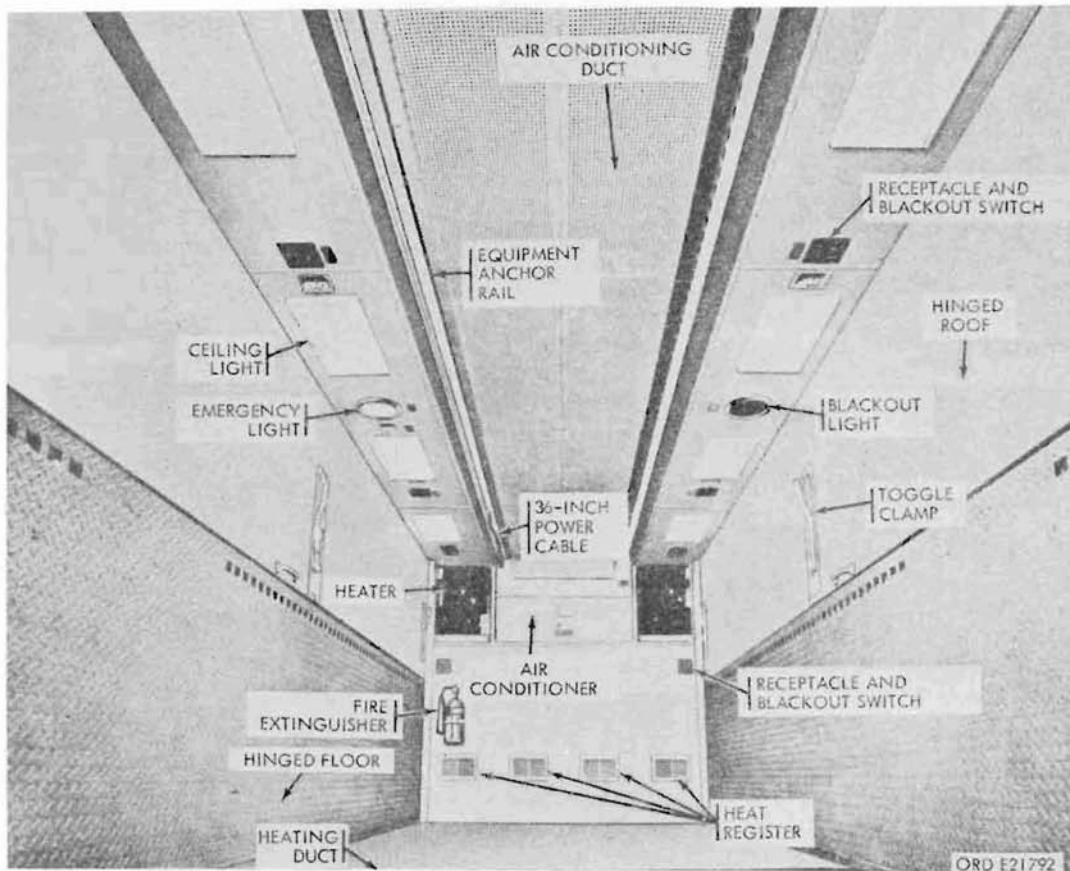 AIR CONDITIONING
DUCT
RECEPTACLE AND
BLACKOUT SWITCH
EQUIPMENT
ANCHOR
RAIL
HINGED
ROOF
CEILING
LIGHT
EMERGENCY
LIGHT
BLACKOUT
LIGHT
36-INCH
POWER
CABLE
TOGGLE
CLAMP
HEATER
AIR
CONDITIONER
RECEPTACLE AND
BLACKOUT SWITCH
FIRE
EXTINGUISHER
HINGED FLOOR
HEAT
REGISTER
HEATING
DUCT
ORD E21792